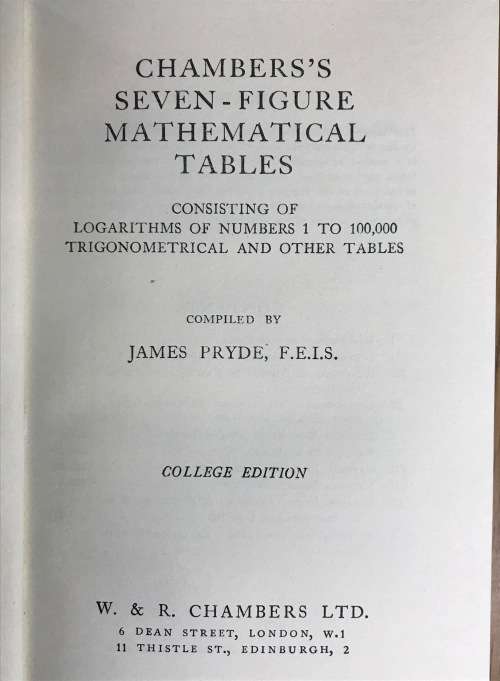 CHAMBERS'S
SEVEN-FIGURE
MATHEMATICAL
TABLES
CONSISTING OF
LOGARITHMS OF NUMBERS 1 TO 100,000
TRIGONOMETRICAL AND OTHER TABLES
COMPILED BY
JAMES PRYDE, F.E.I.S.
COLLEGE EDITION
W. & R. CHAMBERS LTD.
6 DEAN STREET, LONDON, W.1
11 THISTLE ST., EDINBURGH, 2